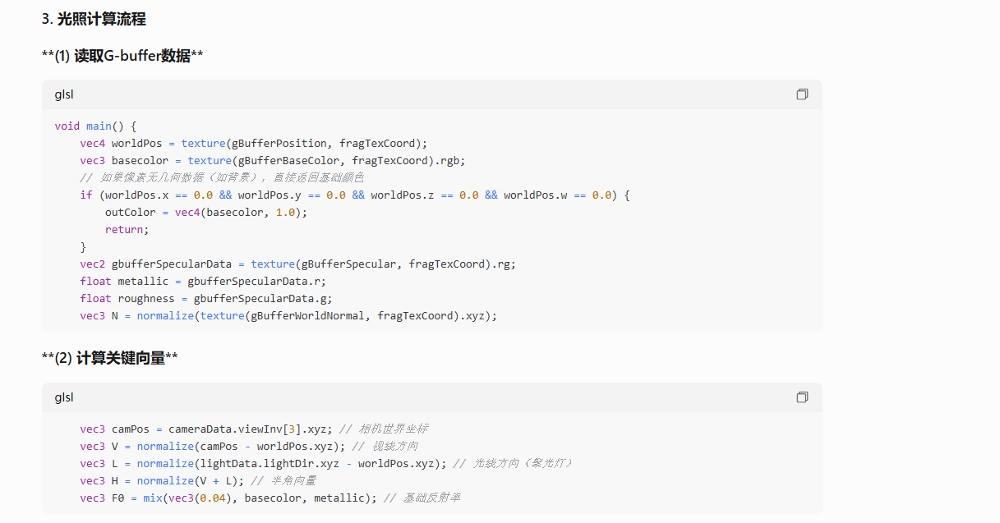 3. 光照计算流程
**(1) 读取G-buffer数据**
glsl
void main() {
    vec4 worldPos = texture(gBufferPosition, fragTexCoord);
    vec3 basecolor = texture(gBufferBaseColor, fragTexCoord).rgb;
    // 如果像素无几何数据（如背景），直接返回基础颜色
    if (worldPos.x == 0.0 && worldPos.y == 0.0 && worldPos.z == 0.0 && worldPos.w == 0.0) {
        outColor = vec4(basecolor, 1.0);
        return;
    }
    vec2 gbufferSpecularData = texture(gBufferSpecular, fragTexCoord).rg;
    float metallic = gbufferSpecularData.r;
    float roughness = gbufferSpecularData.g;
    vec3 N = normalize(texture(gBufferWorldNormal, fragTexCoord).xyz);
**(2) 计算关键向量**
glsl
    vec3 camPos = cameraData.viewInv[3].xyz; // 相机世界坐标
    vec3 V = normalize(camPos - worldPos.xyz); // 视线方向
    vec3 L = normalize(lightData.lightDir.xyz - worldPos.xyz); // 光线方向（聚光灯）
    vec3 H = normalize(V + L); // 半角向量
    vec3 F0 = mix(vec3(0.04), basecolor, metallic); // 基础反射率